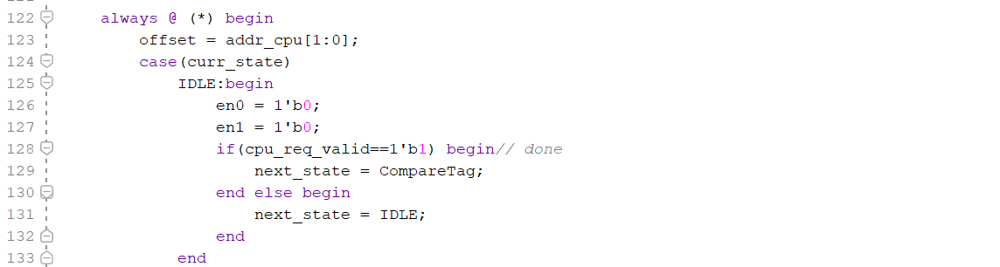 122 always @ (*) begin
123 offset = addr_cpu[1:0];
124 case(curr_state)
125 IDLE:begin
126 en0 = 1'b0;
127 en1 = 1'b0;
128 if(cpu_req_valid==1'b1) begin// done
129 next_state = CompareTag;
130 end else begin
131 next_state = IDLE;
132 end
133 end